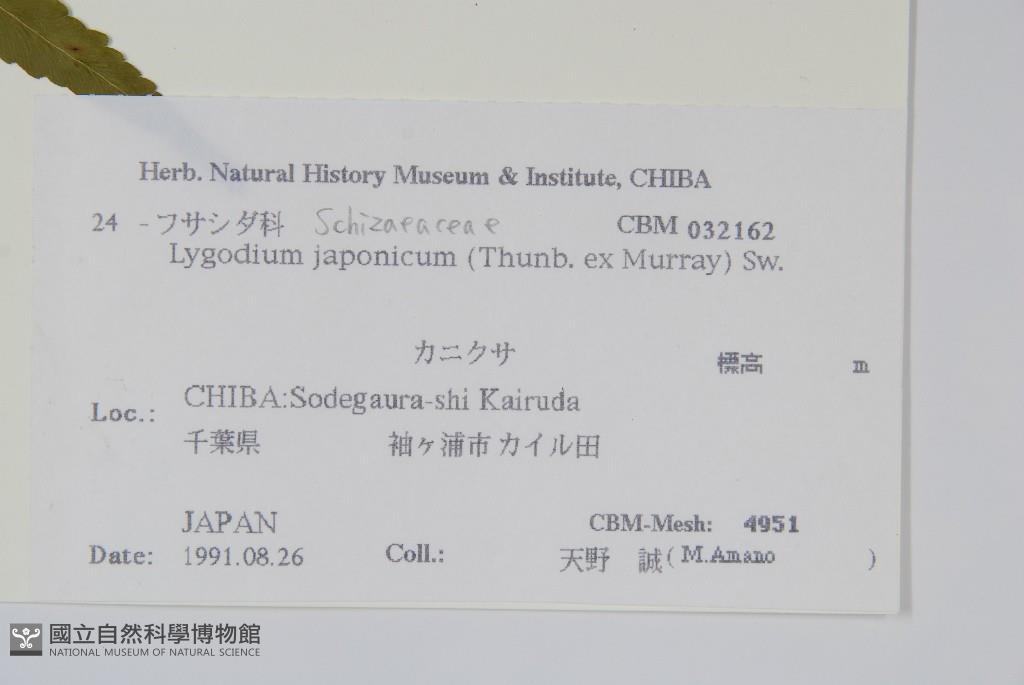 Herb. Natural History Museum & Institute, CHIBA
24 - フサシダ科 Schizaeaceae CBM 032162
Lygodium japonicum (Thunb. ex Murray) Sw.
カニクサ 標高 m
Loc.: CHIBA:Sodegaura-shi Kairuda
千葉県 袖ヶ浦市 カイル田
JAPAN CBM-Mesh: 4951
Date: 1991.08.26 Coll.: 天野 誠 ( M.Amano )
國立自然科學博物館
NATIONAL MUSEUM OF NATURAL SCIENCE